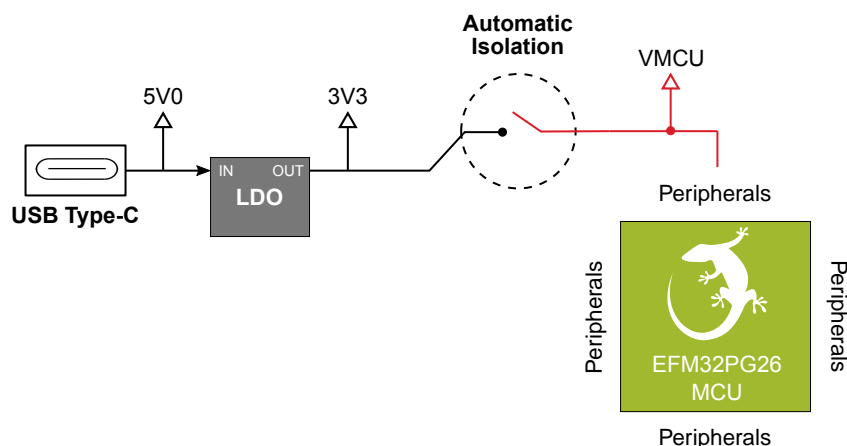 Automatic
Isolation
VMCU
5V0
3V3
IN
OUT
LDO
USB Type-C
Peripherals
Peripherals
Peripherals
EFM32PG26
MCU
Peripherals